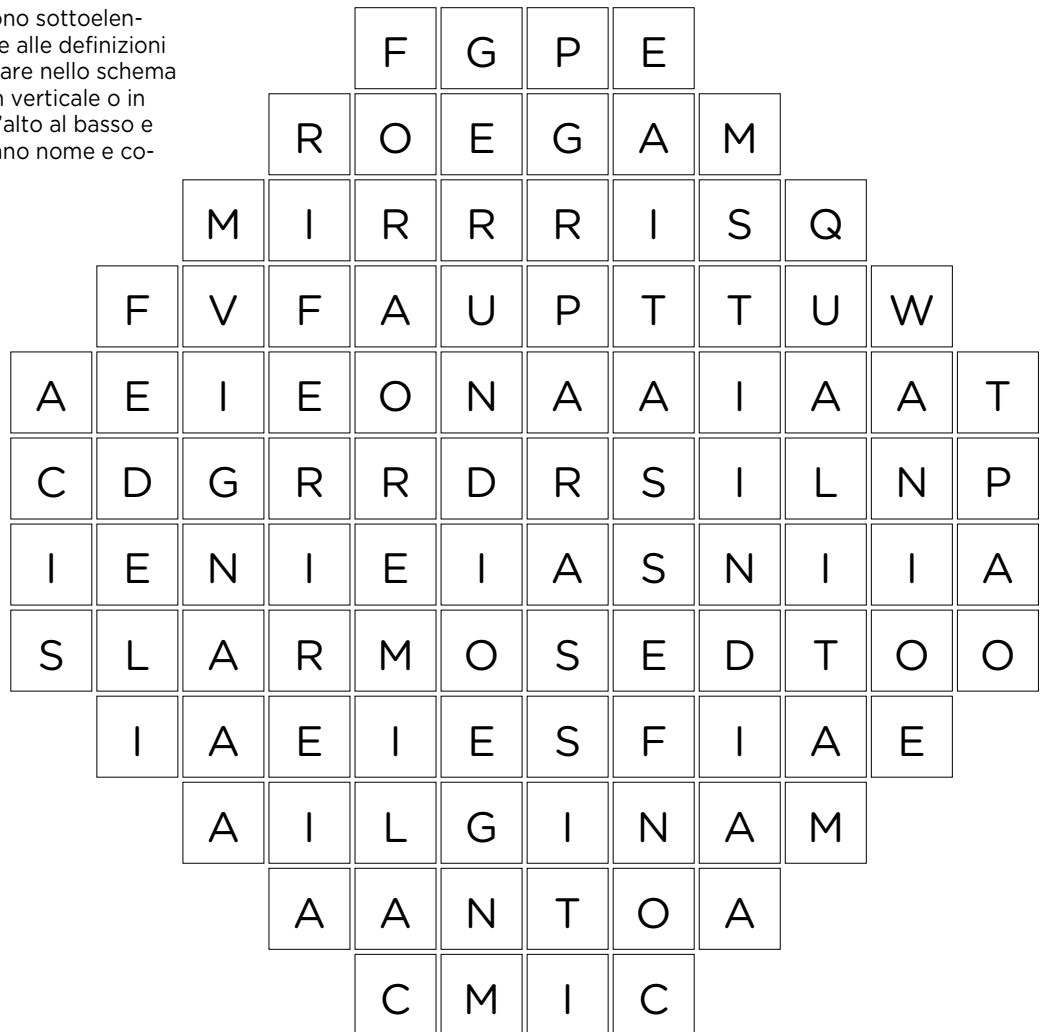 ono sottoelen-
e alle definizioni
are nello schema
n verticale o in
l'alto al basso e
ano nome e co-
F G P E
R O E G A M
M I R R R I S Q
F V F A U P T T U W
A E I E O N A A I A A T
C D G R R D R S I L N P
I E N I E I A S N I I A
S L A R M O S E D T O O
I A E I E S F I A E
A I L G I N A M
A A N T O A
C M I C